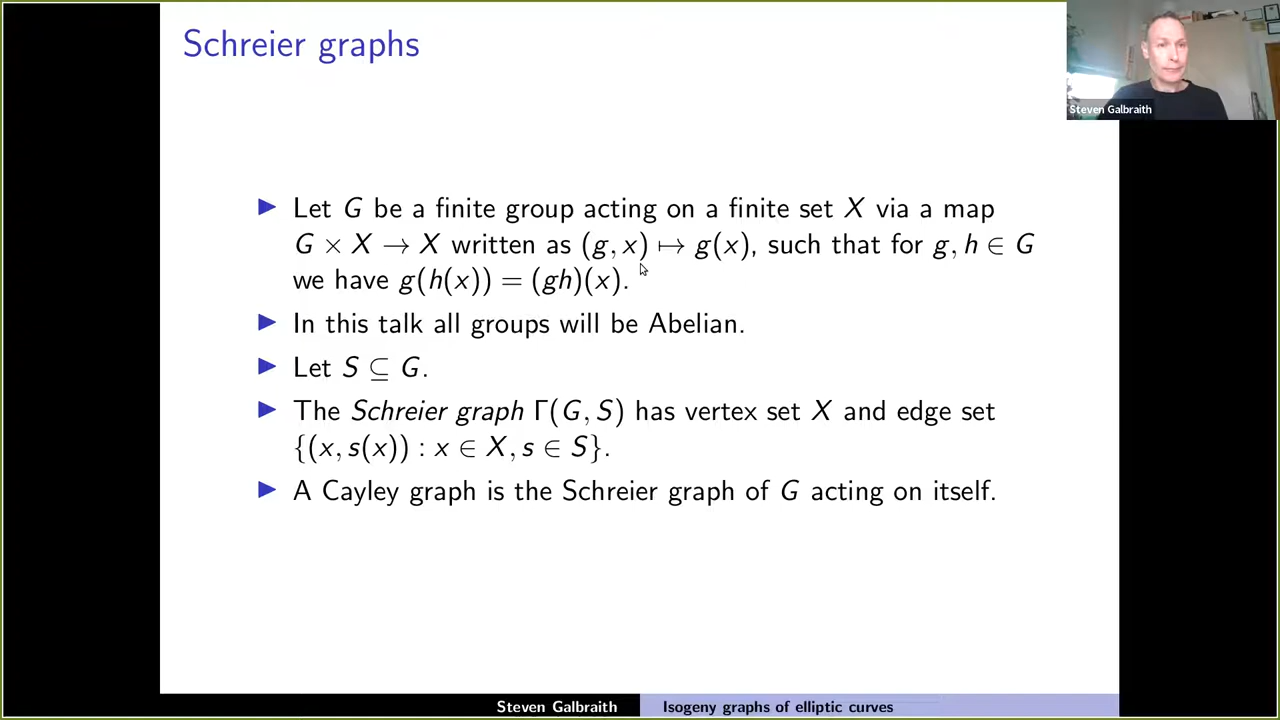 Schreier graphs
Steven Galbraith
▶ Let G be a finite group acting on a finite set X via a map
G × X → X written as (g, x) ↦ g(x), such that for g, h ∈ G
we have g(h(x)) = (gh)(x).
▶ In this talk all groups will be Abelian.
▶ Let S ⊆ G.
▶ The Schreier graph Γ(G, S) has vertex set X and edge set
{(x, s(x)) : x ∈ X, s ∈ S}.
▶ A Cayley graph is the Schreier graph of G acting on itself.
Steven Galbraith Isogeny graphs of elliptic curves